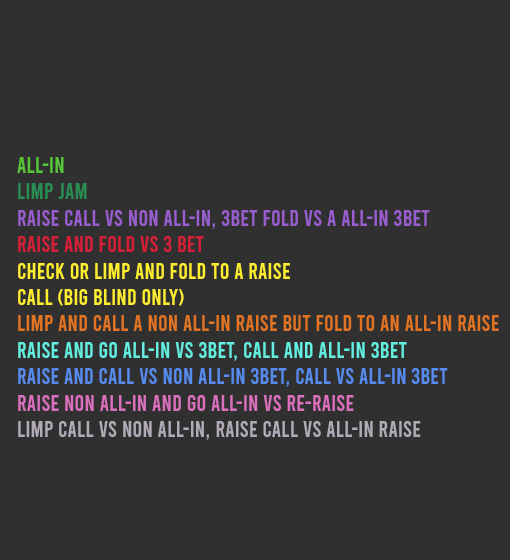 ALL-IN
LIMP JAM
RAISE CALL VS NON ALL-IN, 3BET FOLD VS A ALL-IN 3BET
RAISE AND FOLD VS 3 BET
CHECK OR LIMP AND FOLD TO A RAISE
CALL (BIG BLIND ONLY)
LIMP AND CALL A NON ALL-IN RAISE BUT FOLD TO AN ALL-IN RAISE
RAISE AND GO ALL-IN VS 3BET, CALL AND ALL-IN 3BET
RAISE AND CALL VS NON ALL-IN 3BET, CALL VS ALL-IN 3BET
RAISE NON ALL-IN AND GO ALL-IN VS RE-RAISE
LIMP CALL VS NON ALL-IN, RAISE CALL VS ALL-IN RAISE